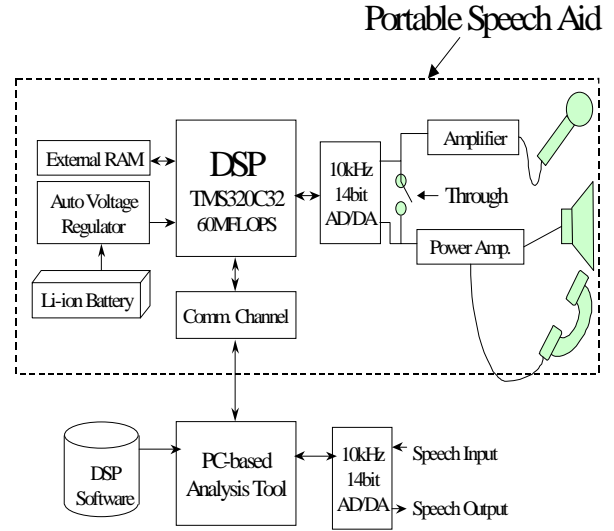 Portable Speech Aid
External RAM
Auto Voltage
Regulator
Li-ion Battery
DSP
TMS320C32
60MFLOPS
Comm. Channel
10kHz
14bit
AD/DA
Amplifier
Through
Power Amp.
DSP
Software
PC-based
Analysis Tool
10kHz
14bit
AD/DA
Speech Input
Speech Output